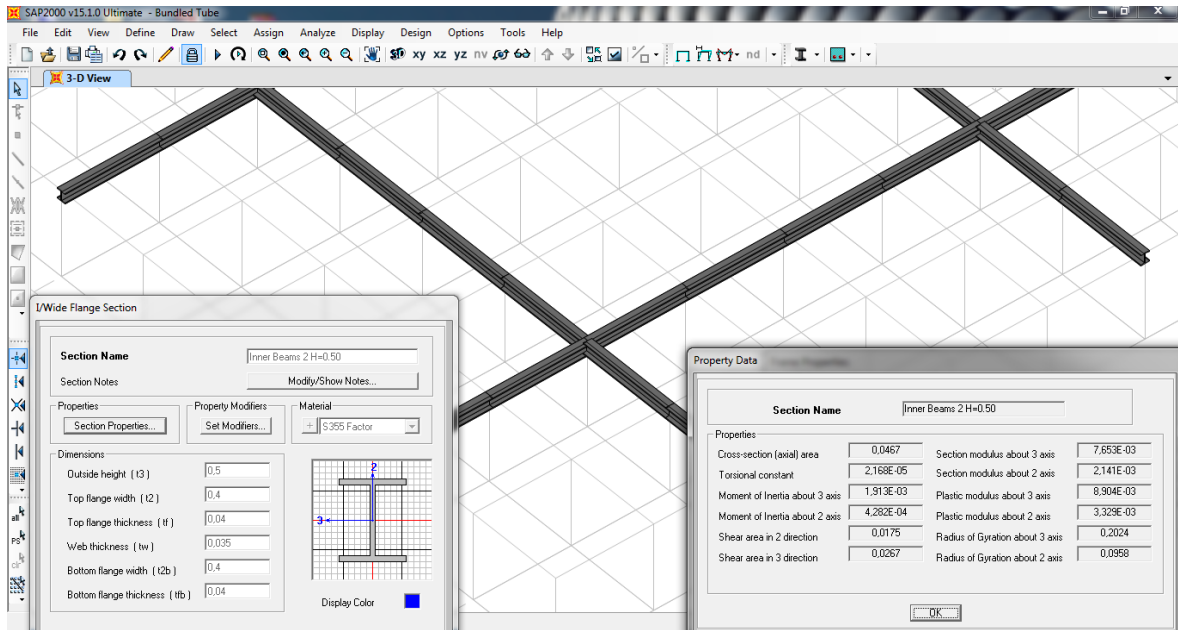 SAP2000 v15.1.0 Ultimate - Bundled Tube
File Edit View Define Draw Select Assign Analyze Display Design Options Tools Help
3D xy xz yz nv nd
3-D View
all
PS
clr
I/Wide Flange Section
Section Name Inner Beams 2 H=0.50
Section Notes Modify/Show Notes...
Properties Property Modifiers Material
Section Properties... Set Modifiers... + S355 Factor
Dimensions
Outside height ( t3 ) 0,5
Top flange width ( t2 ) 0,4
Top flange thickness ( tf ) 0,04
Web thickness ( tw ) 0,035
Bottom flange width ( t2b ) 0,4
Bottom flange thickness ( tfb ) 0,04
2
3
Display Color
Property Data
Section Name Inner Beams 2 H=0.50
Properties
Cross-section (axial) area 0,0467 Section modulus about 3 axis 7,653E-03
Torsional constant 2,168E-05 Section modulus about 2 axis 2,141E-03
Moment of Inertia about 3 axis 1,913E-03 Plastic modulus about 3 axis 8,904E-03
Moment of Inertia about 2 axis 4,282E-04 Plastic modulus about 2 axis 3,329E-03
Shear area in 2 direction 0,0175 Radius of Gyration about 3 axis 0,2024
Shear area in 3 direction 0,0267 Radius of Gyration about 2 axis 0,0958
OK